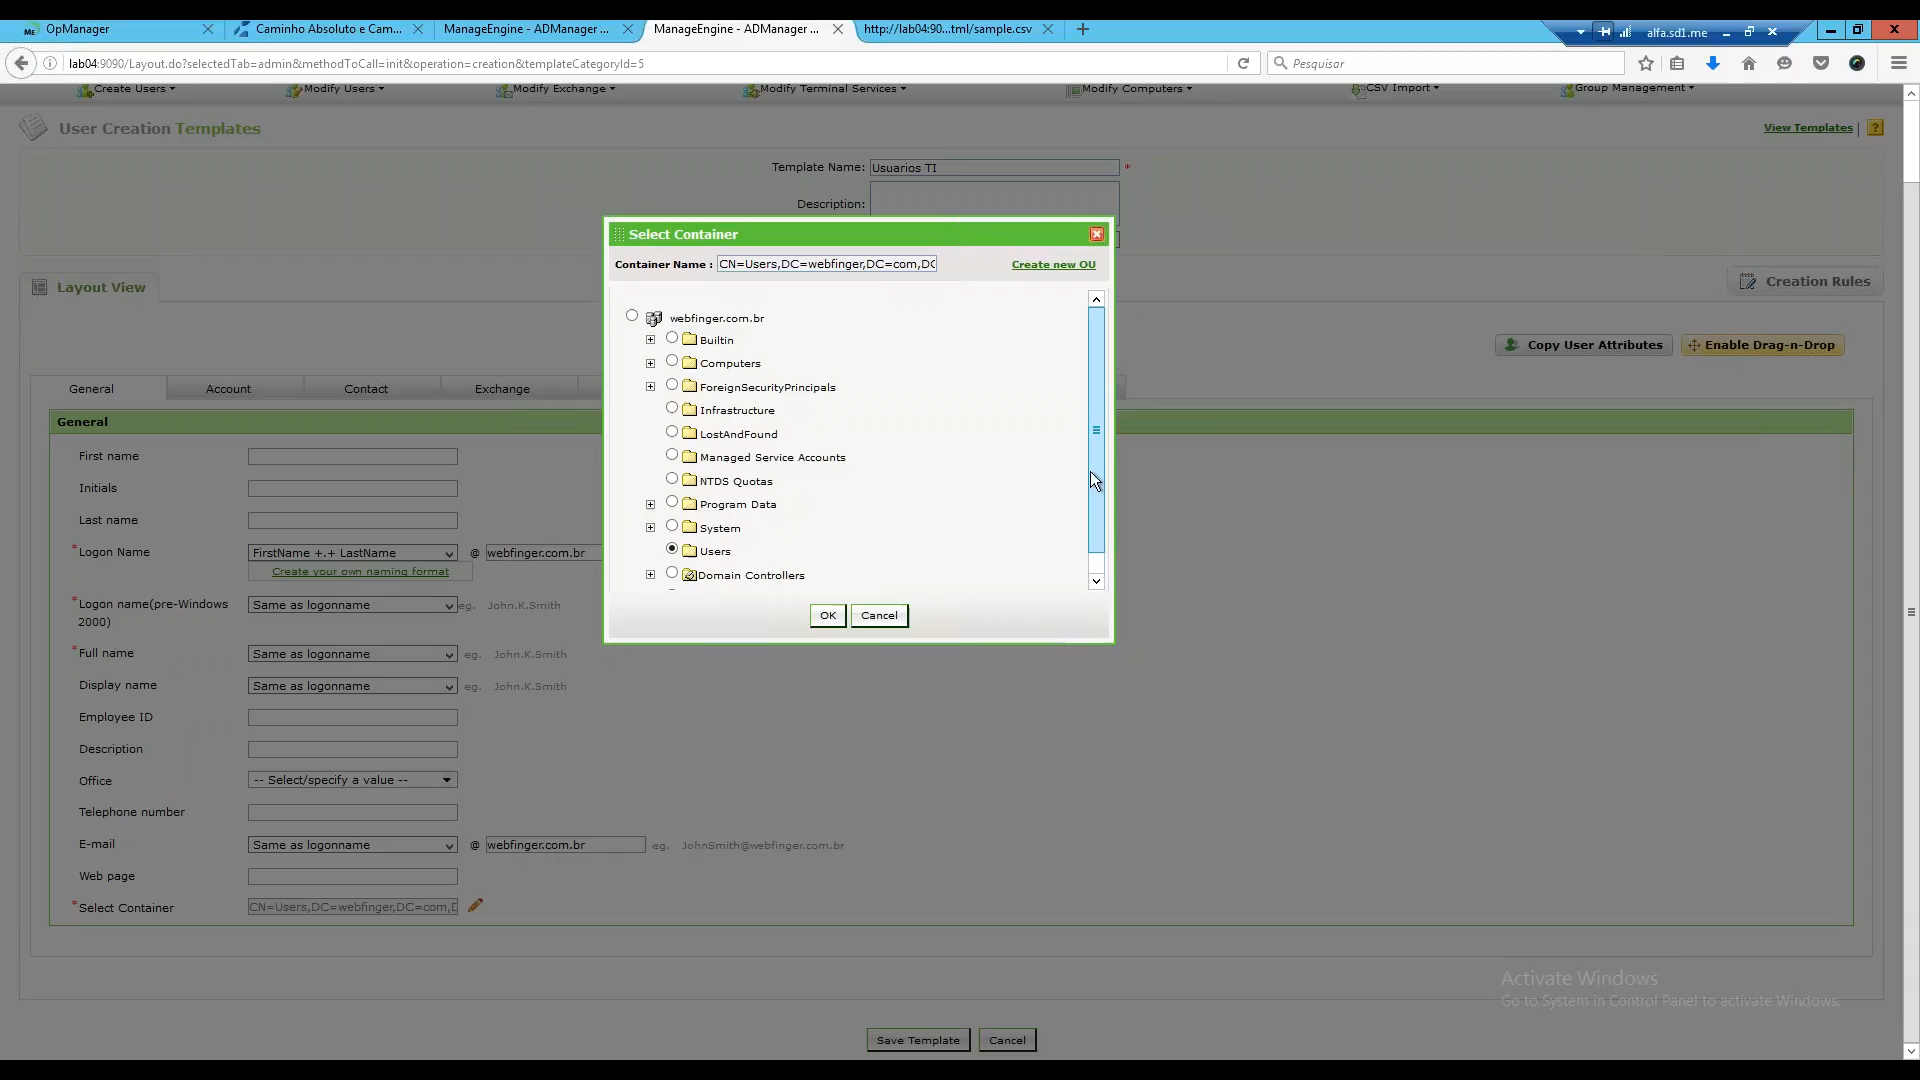 OpManager
Caminho Absoluto e Cam...
ManageEngine - ADManager ...
ManageEngine - ADManager ...
http://lab04:90...tml/sample.csv
alfa.sd1.me
lab04:9090/Layout.do?selectedTab=admin&methodToCall=init&operation=creation&templateCategoryId=5
Pesquisar
Create Users
Modify Users
Modify Exchange
Modify Terminal Services
Modify Computers
CSV Import
Group Management
User Creation Templates
View Templates
?
Template Name:
Usuarios TI
*
Description:
Select Container
Container Name :
CN=Users,DC=webfinger,DC=com,DC
Create new OU
webfinger.com.br
Builtin
Computers
ForeignSecurityPrincipals
Infrastructure
LostAndFound
Managed Service Accounts
NTDS Quotas
Program Data
System
Users
Domain Controllers
OK
Cancel
Layout View
Creation Rules
Copy User Attributes
Enable Drag-n-Drop
General
Account
Contact
Exchange
General
First name
Initials
Last name
*Logon Name
FirstName +.+ LastName
@
webfinger.com.br
Create your own naming format
*Logon name(pre-Windows
2000)
Same as logonname
eg. John.K.Smith
*Full name
Same as logonname
eg. John.K.Smith
Display name
Same as logonname
eg. John.K.Smith
Employee ID
Description
Office
-- Select/specify a value --
Telephone number
E-mail
Same as logonname
@
webfinger.com.br
eg. JohnSmith@webfinger.com.br
Web page
*Select Container
CN=Users,DC=webfinger,DC=com,D
Activate Windows
Go to System in Control Panel to activate Windows.
Save Template
Cancel